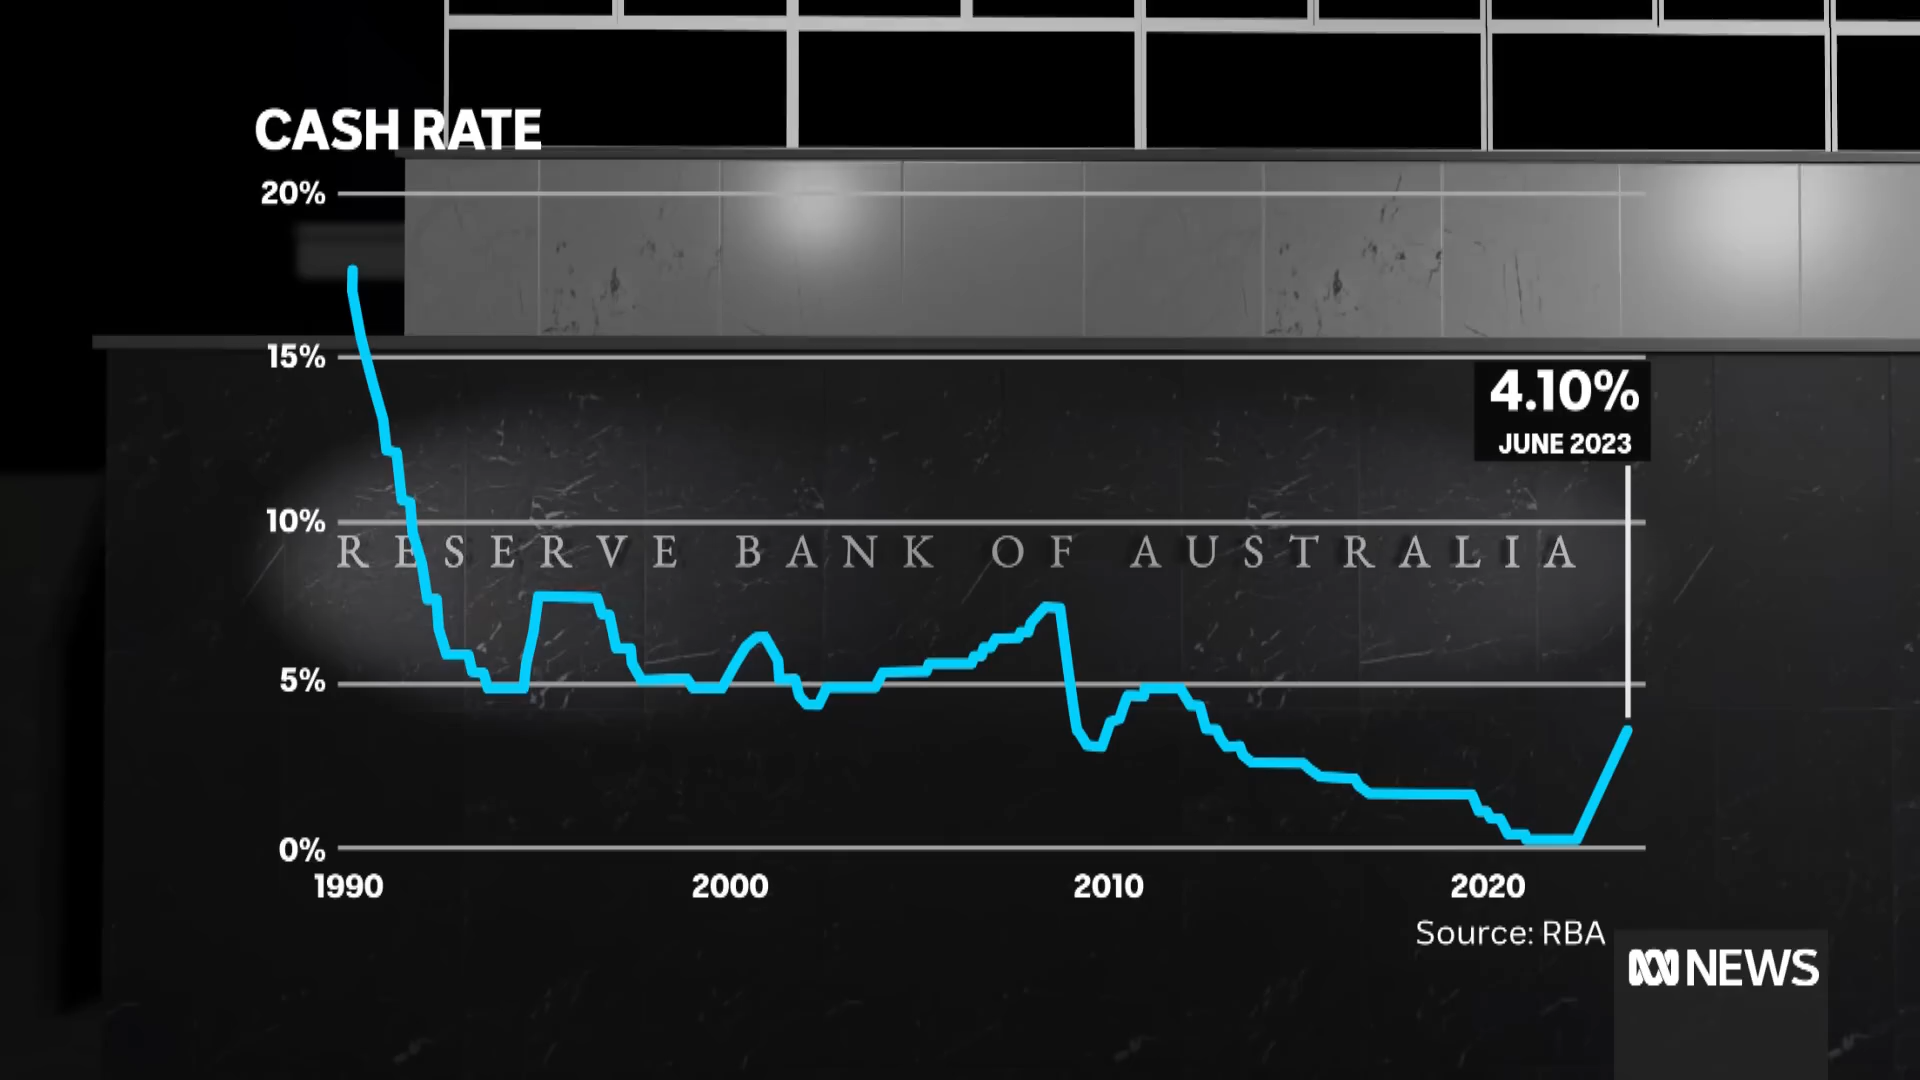 CASH RATE
20%
15%
4.10%
JUNE 2023
10%
RESERVE BANK OF AUSTRALIA
5%
0%
1990 2000 2010 2020
Source: RBA
NEWS